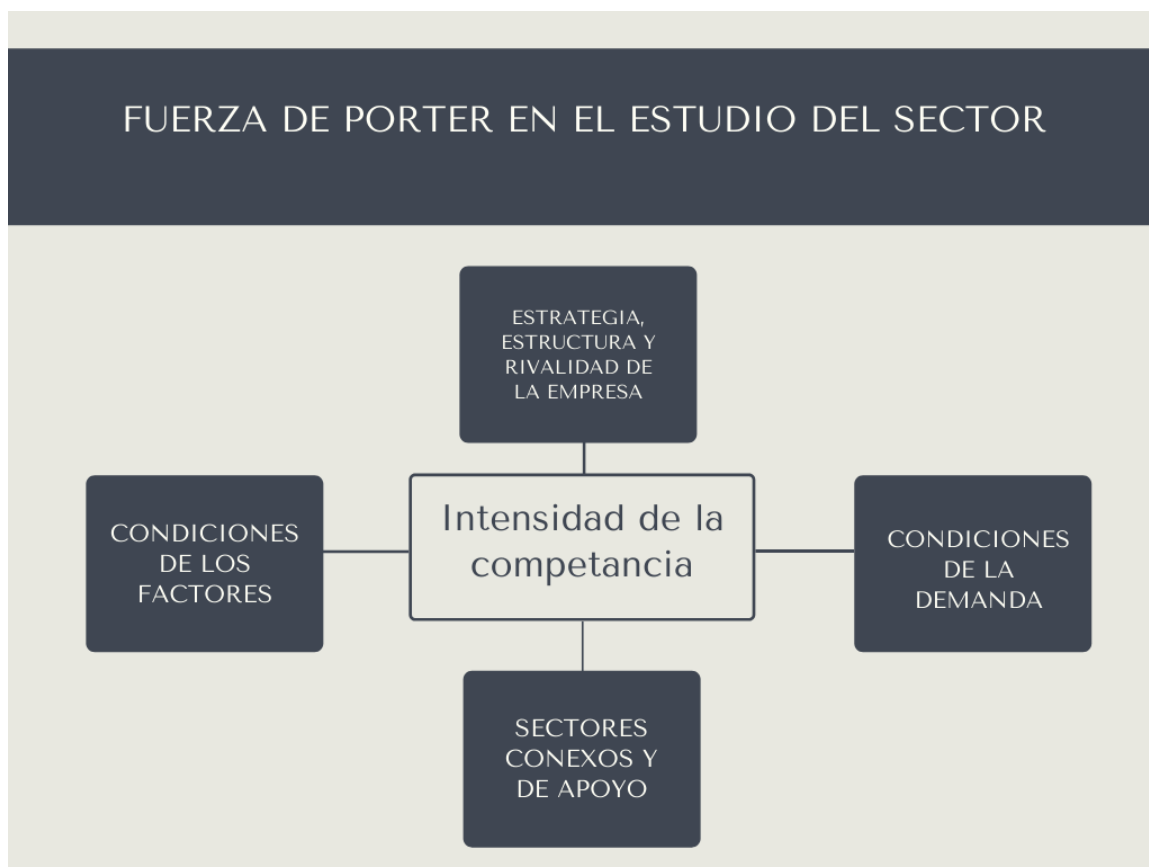 FUERZA DE PORTER EN EL ESTUDIO DEL SECTOR
ESTRATEGIA,
ESTRUCTURA Y
RIVALIDAD DE
LA EMPRESA
CONDICIONES
DE LOS
FACTORES
Intensidad de la
competancia
CONDICIONES
DE LA
DEMANDA
SECTORES
CONEXOS Y
DE APOYO